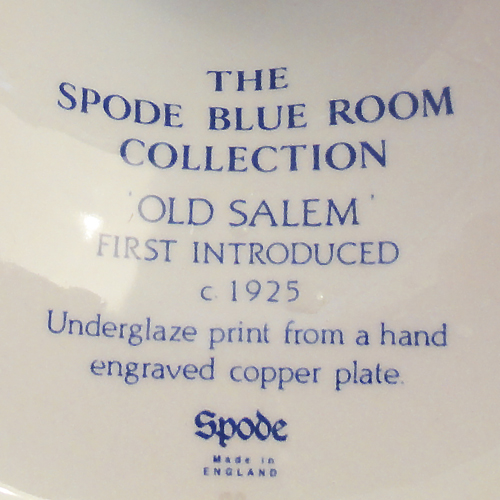 THE
SPODE BLUE ROOM
COLLECTION
'OLD SALEM'
FIRST INTRODUCED
c. 1925
Underglaze print from a hand
engraved copper plate.
Spode
Made in
ENGLAND